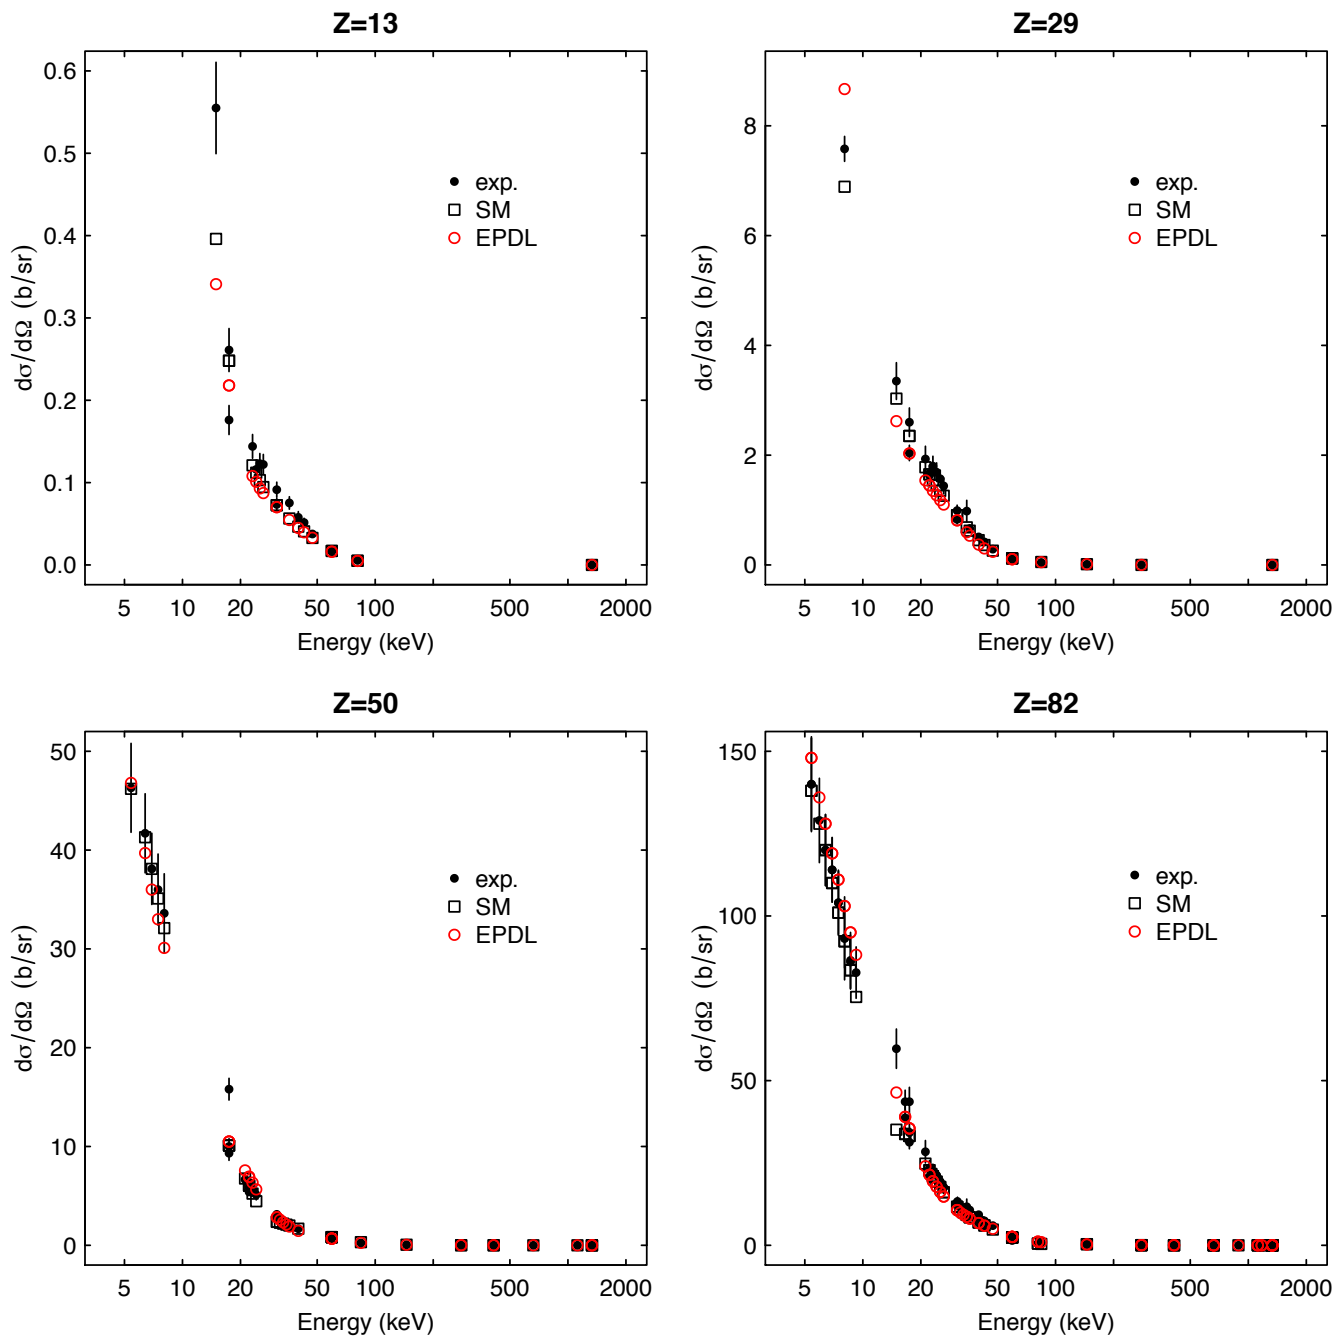 Z=13
0.6
0.5
0.4
0.3
0.2
0.1
0.0
dσ/dΩ (b/sr)
exp.
SM
EPDL
5 10 20 50 100 500 2000
Energy (keV)
Z=29
8
6
4
2
0
dσ/dΩ (b/sr)
exp.
SM
EPDL
5 10 20 50 100 500 2000
Energy (keV)
Z=50
50
40
30
20
10
0
dσ/dΩ (b/sr)
exp.
SM
EPDL
5 10 20 50 100 500 2000
Energy (keV)
Z=82
150
100
50
0
dσ/dΩ (b/sr)
exp.
SM
EPDL
5 10 20 50 100 500 2000
Energy (keV)